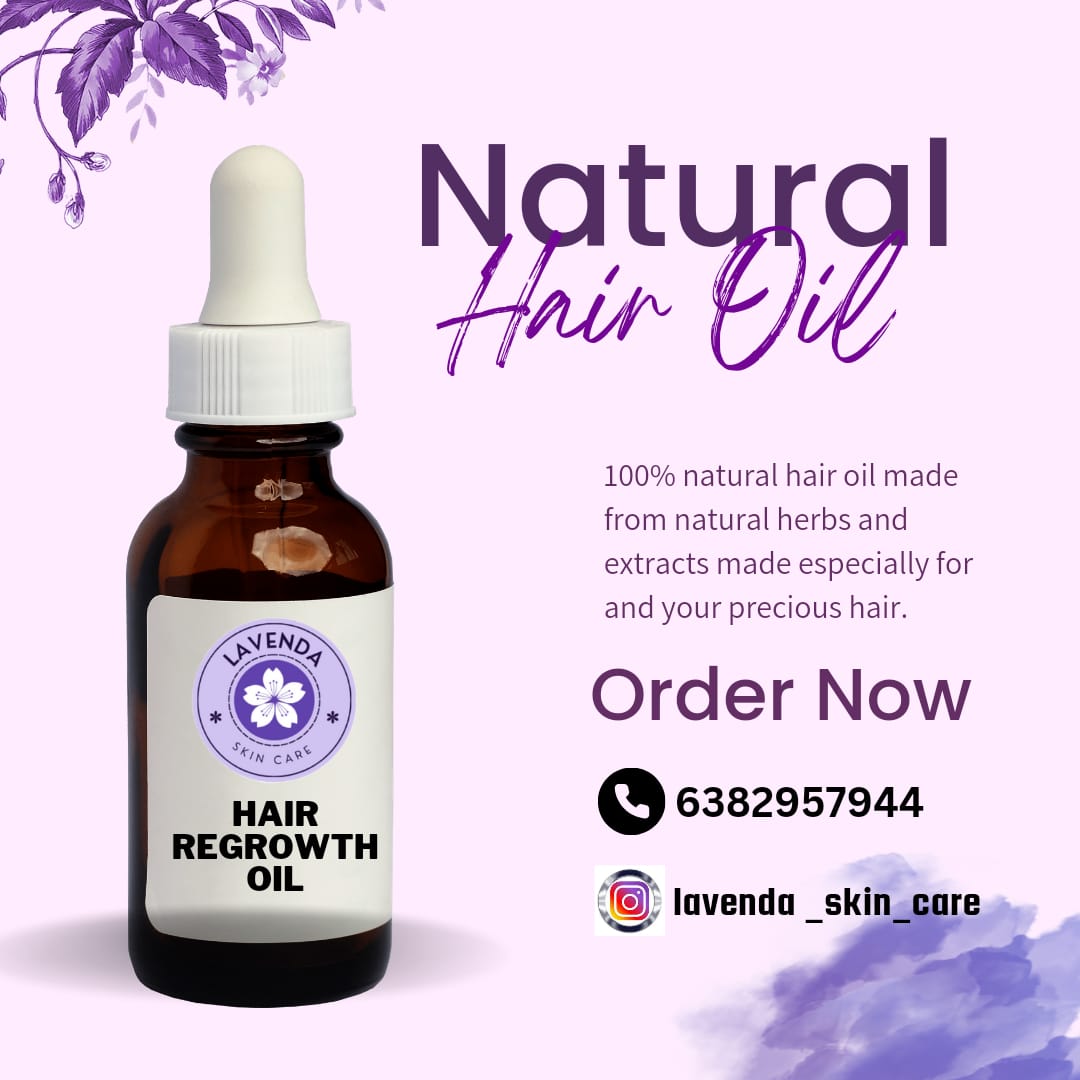 Natural
Hair Oil
100% natural hair oil made
from natural herbs and
extracts made especially for
and your precious hair.
Order Now
6382957944
lavenda _skin_care
LAVENDA
* *
SKIN CARE
HAIR
REGROWTH
OIL